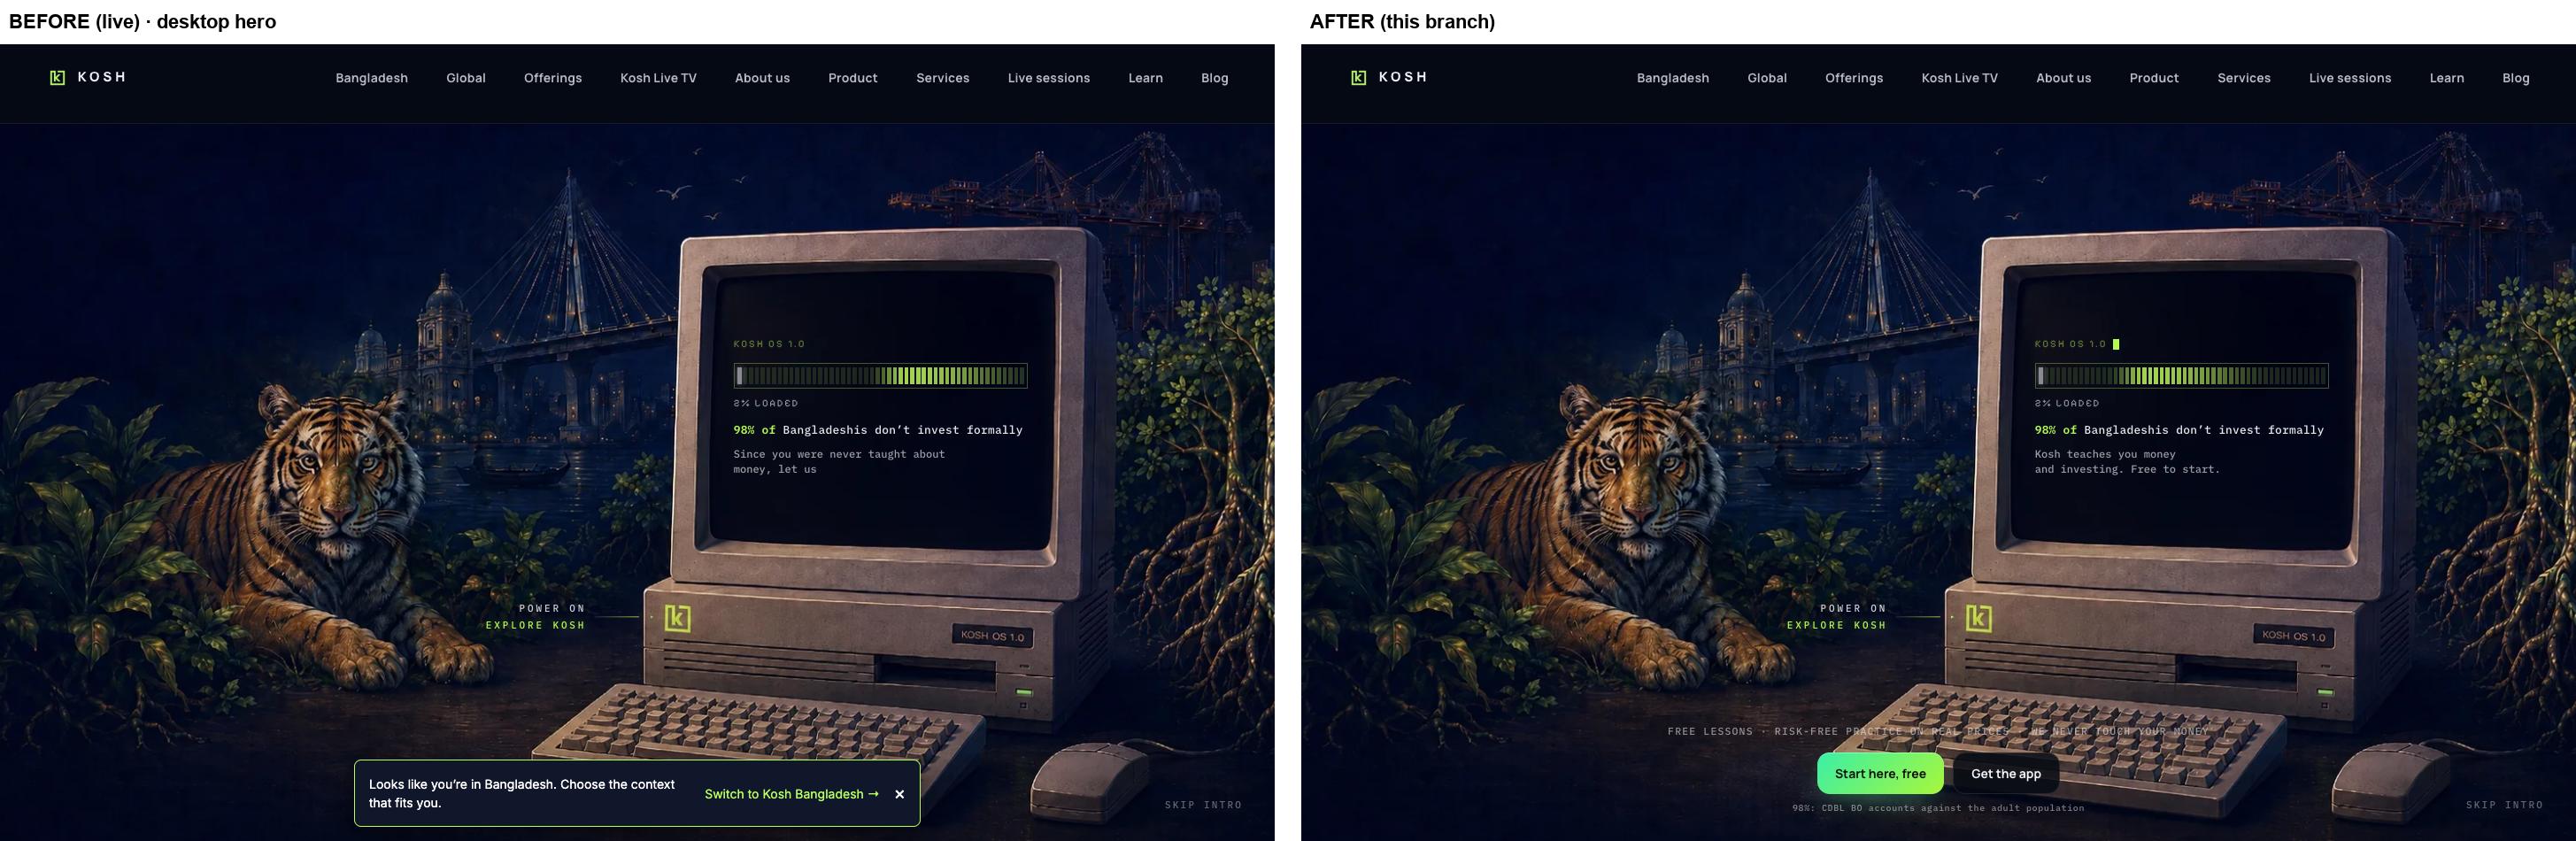 BEFORE (live) · desktop hero
KOSH
Bangladesh Global Offerings Kosh Live TV About us Product Services Live sessions Learn Blog
KOSH OS 1.0
2% LOADED
98% of Bangladeshis don’t invest formally
Since you were never taught about
money, let us
POWER ON
EXPLORE KOSH
KOSH OS 1.0
Looks like you’re in Bangladesh. Choose the context
that fits you.
Switch to Kosh Bangladesh → ×
SKIP INTRO
AFTER (this branch)
KOSH
Bangladesh Global Offerings Kosh Live TV About us Product Services Live sessions Learn Blog
KOSH OS 1.0
2% LOADED
98% of Bangladeshis don’t invest formally
Kosh teaches you money
and investing. Free to start.
POWER ON
EXPLORE KOSH
KOSH OS 1.0
FREE LESSONS · RISK-FREE PRACTICE ON REAL PRICES · WE NEVER TOUCH YOUR MONEY
Start here, free
Get the app
98%: CDBL BO accounts against the adult population
SKIP INTRO